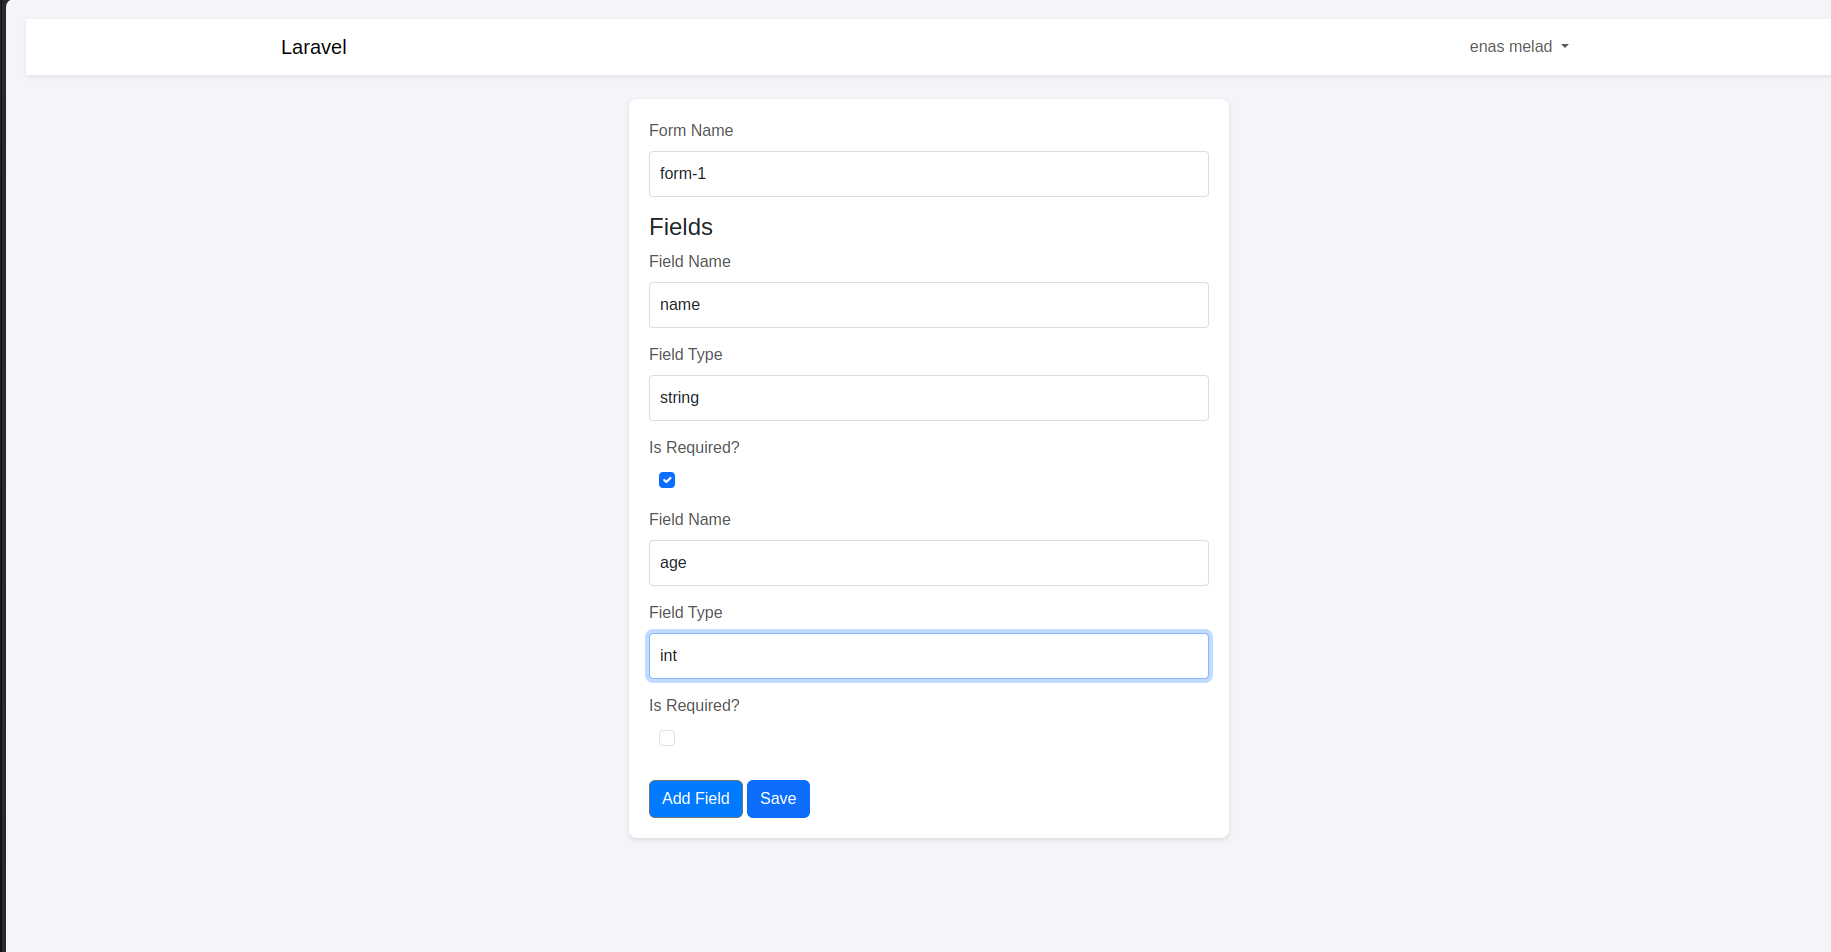 Laravel
enas melad
Form Name
form-1
Fields
Field Name
name
Field Type
string
Is Required?
Field Name
age
Field Type
int
Is Required?
Add Field Save